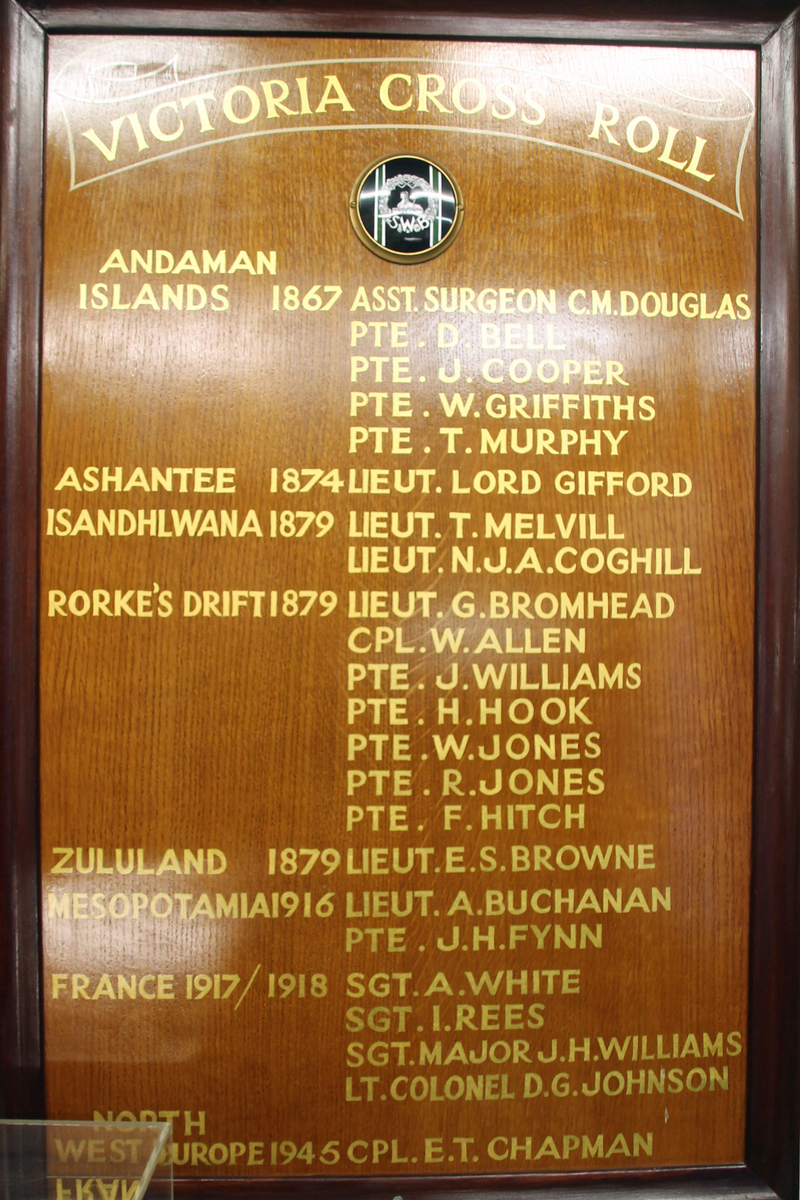 VICTORIA CROSS ROLL
S.W.B
ANDAMAN
ISLANDS 1867 ASST. SURGEON C.M.DOUGLAS
PTE. D. BELL
PTE. J. COOPER
PTE. W.GRIFFITHS
PTE. T. MURPHY
ASHANTEE 1874 LIEUT. LORD GIFFORD
ISANDHLWANA 1879 LIEUT. T. MELVILL
LIEUT. N.J.A.COGHILL
RORKE'S DRIFT 1879 LIEUT. G.BROMHEAD
CPL.W.ALLEN
PTE. J.WILLIAMS
PTE. H.HOOK
PTE.W.JONES
PTE. R.JONES
PTE. F.HITCH
ZULULAND 1879 LIEUT.E.S.BROWNE
MESOPOTAMIA 1916 LIEUT. A.BUCHANAN
PTE. J.H.FYNN
FRANCE 1917/1918 SGT. A.WHITE
SGT. I.REES
SGT.MAJOR J.H.WILLIAMS
LT. COLONEL D.G.JOHNSON
NORTH
WEST EUROPE 1945 CPL. E.T. CHAPMAN